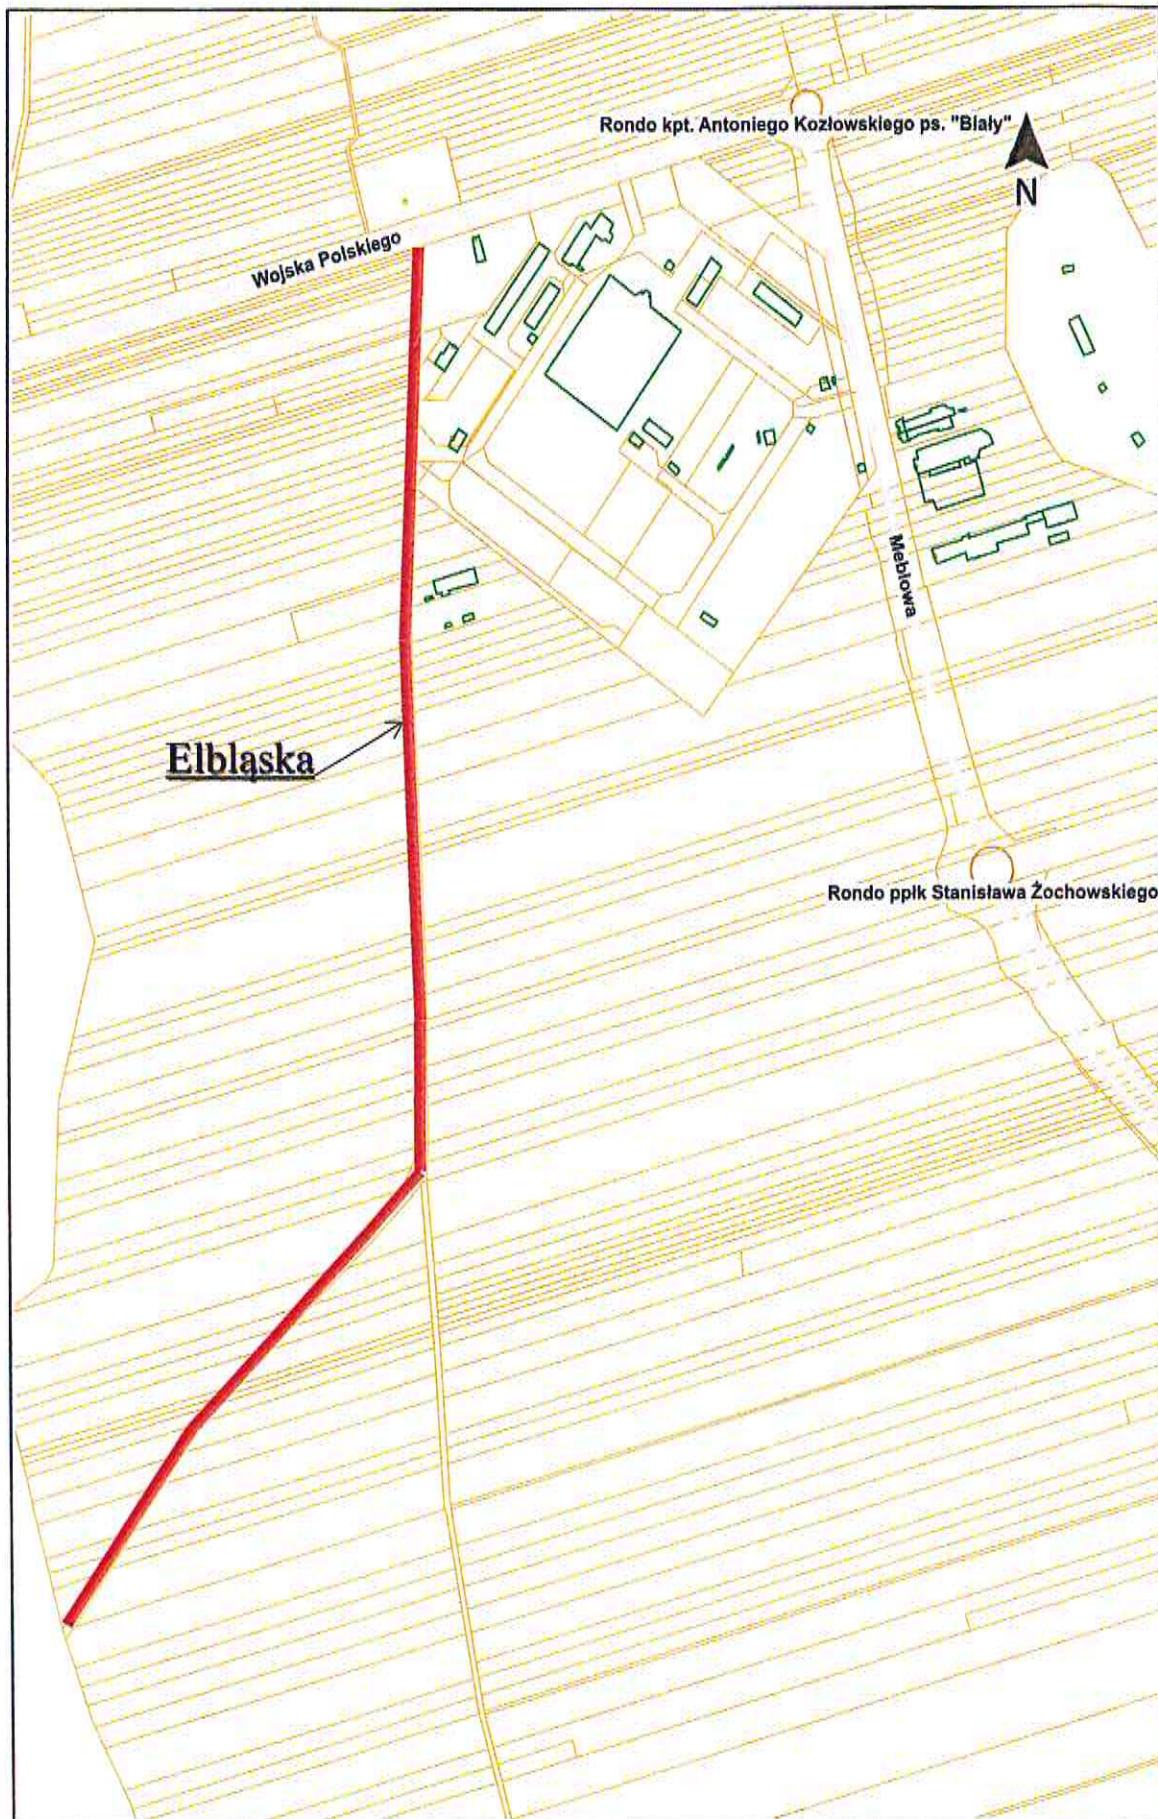 Rondo kpt. Antoniego Kozłowskiego ps. "Biały"
N
Wojska Polskiego
Meblowa
Elbląska
Rondo ppłk Stanisława Żochowskiego